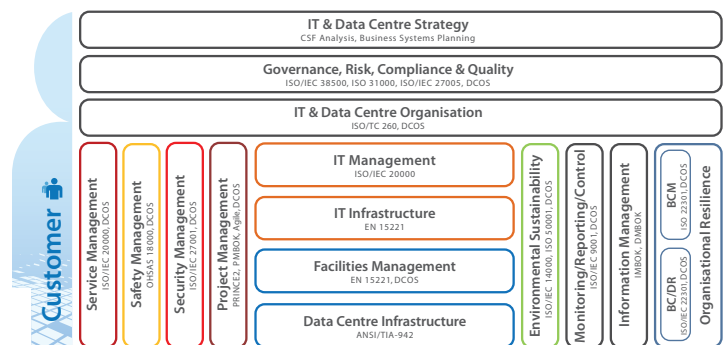 IT & Data Centre Strategy
CSF Analysis, Business Systems Planning
Governance, Risk, Compliance & Quality
ISO/IEC 38500, ISO 31000, ISO/IEC 27005, DCOS
IT & Data Centre Organisation
ISO/TC 260, DCOS
Customer
Service Management
ISO/IEC 20000, DCOS
Safety Management
OHSAS 18000, DCOS
Security Management
ISO/IEC 27001, DCOS
Project Management
PRINCE2, PMBOK, Agile, DCOS
IT Management
ISO/IEC 20000
IT Infrastructure
EN 15221
Facilities Management
EN 15221, DCOS
Data Centre Infrastructure
ANSI/TIA-942
Environmental Sustainability
ISO/IEC 14000, ISO 50001, DCOS
Monitoring/Reporting/Control
ISO/IEC 9001, DCOS
Information Management
IMBOK, DMBOK
BCM
ISO 22301, DCOS
BC/DR
ISO/IEC 22301, DCOS
Organisational Resilience